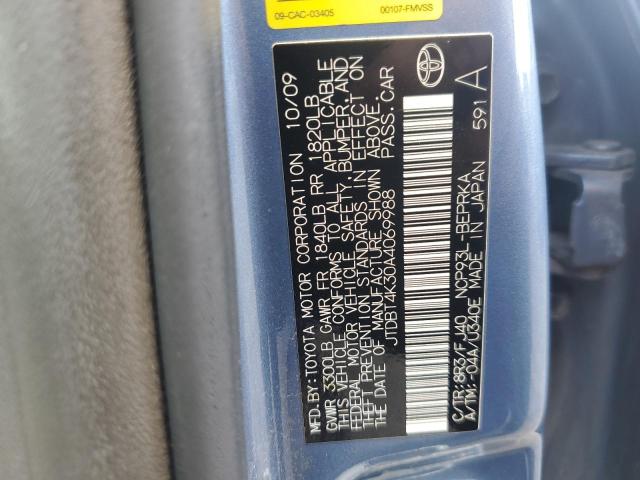 09-CAC-03405 00107-FMVSS
MFD.BY:TOYOTA MOTOR CORPORATION 10/09
GVWR 3300LB GAWR FR 1840LB RR 1820LB
THIS VEHICLE CONFORMS TO ALL APPLICABLE
FEDERAL MOTOR VEHICLE SAFETY, BUMPER, AND
THEFT PREVENTION STANDARDS IN EFFECT ON
THE DATE OF MANUFACTURE SHOWN ABOVE.
JTDBT4K30A4069988 PASS.CAR
C/TR:8R3/FJ40 NCP93L-BEPRKA
A/TM:-04A/U340E MADE IN JAPAN 591 A